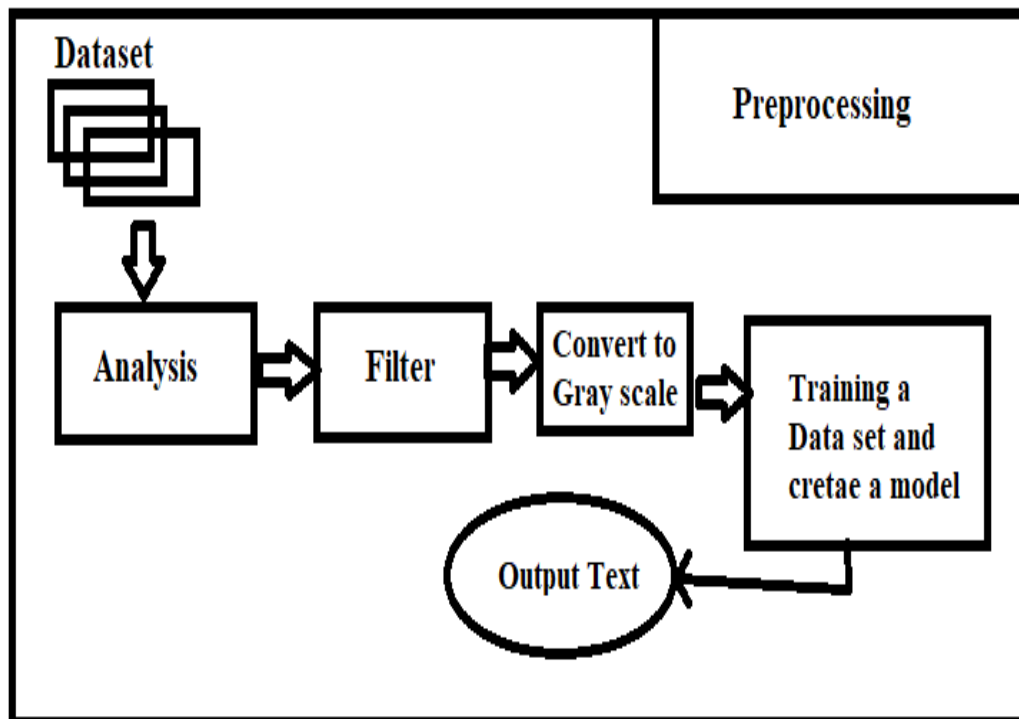 Dataset
Preprocessing
Analysis
Filter
Convert to
Gray scale
Training a
Data set and
cretae a model
Output Text